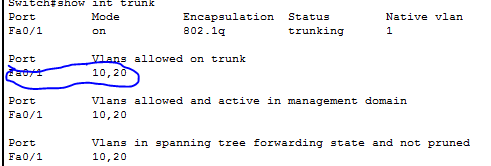 Switch#show int trunk
Port Mode Encapsulation Status Native vlan
Fa0/1 on 802.1q trunking 1
Port Vlans allowed on trunk
Fa0/1 10,20
Port Vlans allowed and active in management domain
Fa0/1 10,20
Port Vlans in spanning tree forwarding state and not pruned
Fa0/1 10,20